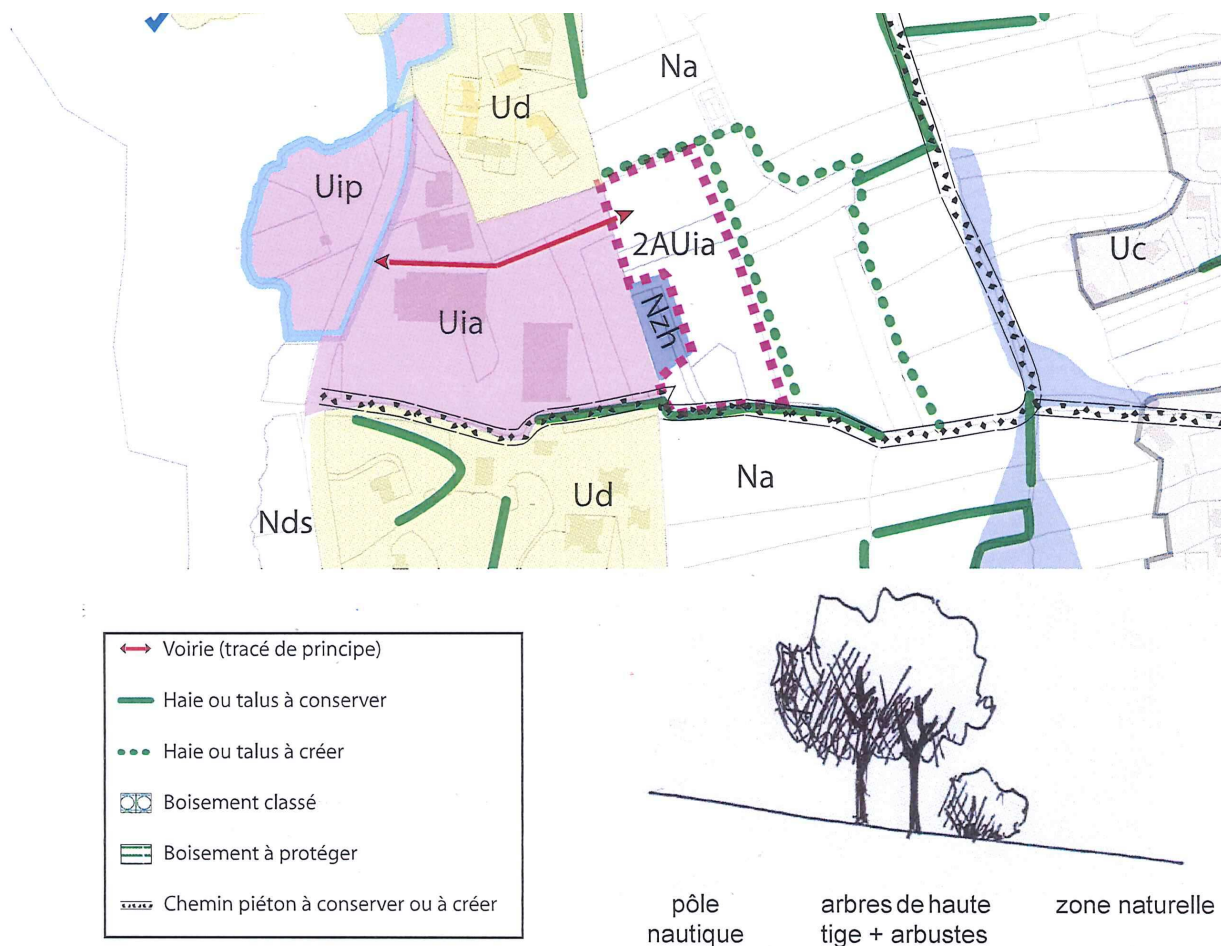 Na
Ud
Uip
2AUia
Uc
Nzh
Uia
Na
Ud
Nds
Voirie (tracé de principe)
Haie ou talus à conserver
Haie ou talus à créer
Boisement classé
Boisement à protéger
Chemin piéton à conserver ou à créer
pôle
nautique
arbres de haute
tige + arbustes
zone naturelle